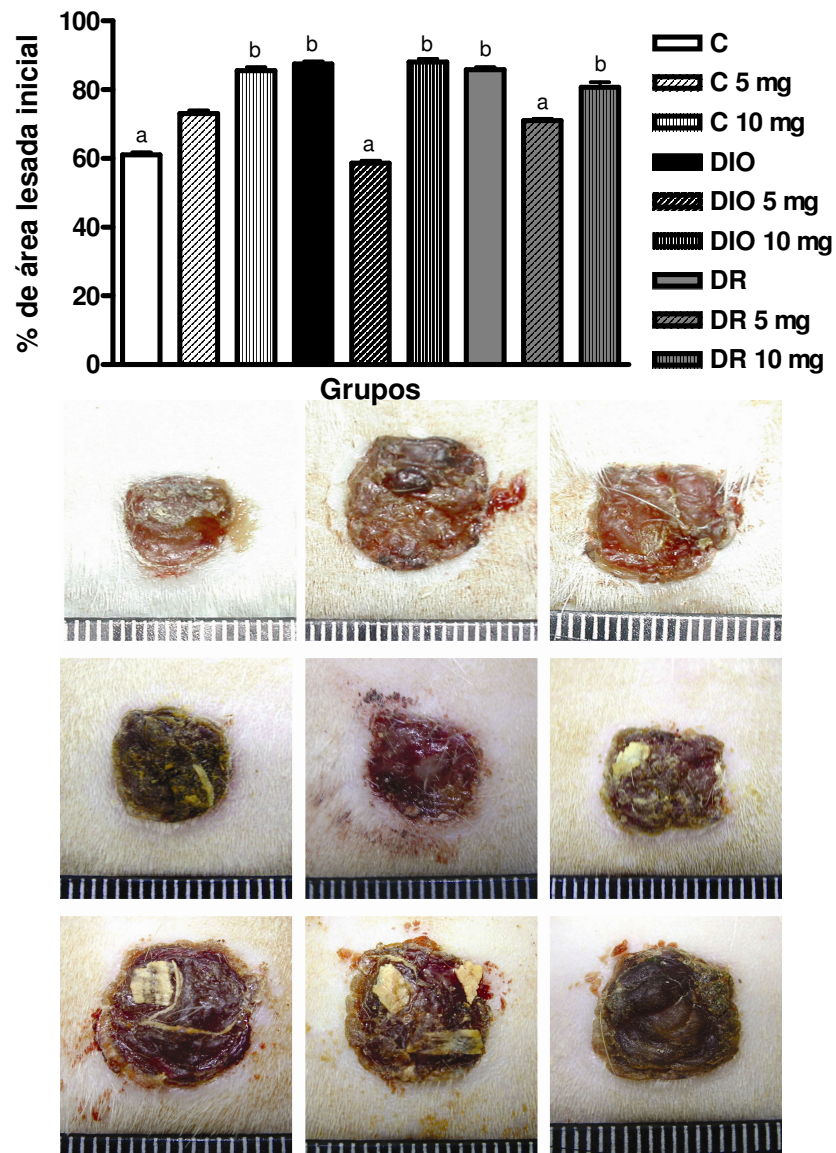 % de área lesada inicial
100
80
60
40
20
0
a
b
b
a
b
b
a
b
Grupos
C
C 5 mg
C 10 mg
DIO
DIO 5 mg
DIO 10 mg
DR
DR 5 mg
DR 10 mg